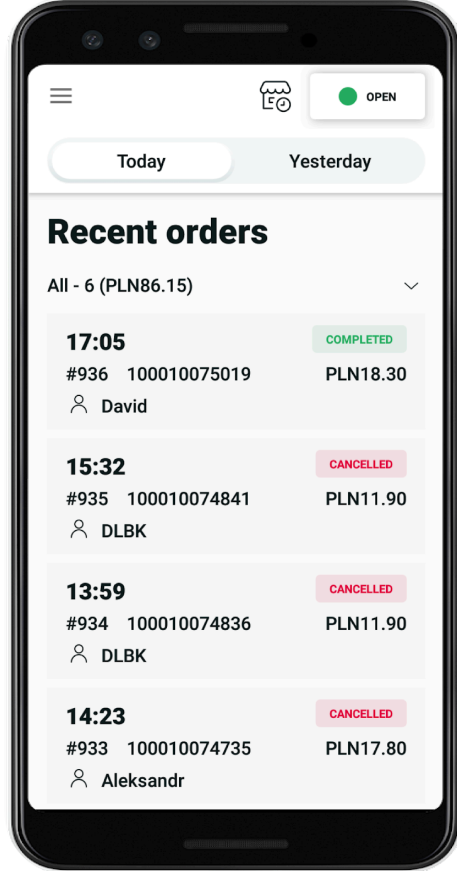 OPEN
Today Yesterday
Recent orders
All - 6 (PLN86.15)
17:05 COMPLETED
#936 100010075019 PLN18.30
David
15:32 CANCELLED
#935 100010074841 PLN11.90
DLBK
13:59 CANCELLED
#934 100010074836 PLN11.90
DLBK
14:23 CANCELLED
#933 100010074735 PLN17.80
Aleksandr